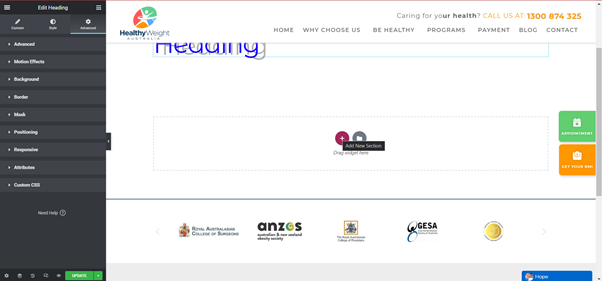 Edit Heading
Content
Style
Advanced
Advanced
Motion Effects
Background
Border
Mask
Positioning
Responsive
Attributes
Custom CSS
Need Help
UPDATE
HealthyWeight
AUSTRALIA
Caring for your health? CALL US AT 1300 874 325
HOME WHY CHOOSE US BE HEALTHY PROGRAMS PAYMENT BLOG CONTACT
Heading
Add New Section
Drag widget here
APPOINTMENT
GET YOUR BMI
ROYAL AUSTRALASIAN
COLLEGE OF SURGEONS
anzos
australian & new zealand
obesity society
The Royal Australasian
College of Physicians
GESA
Hope